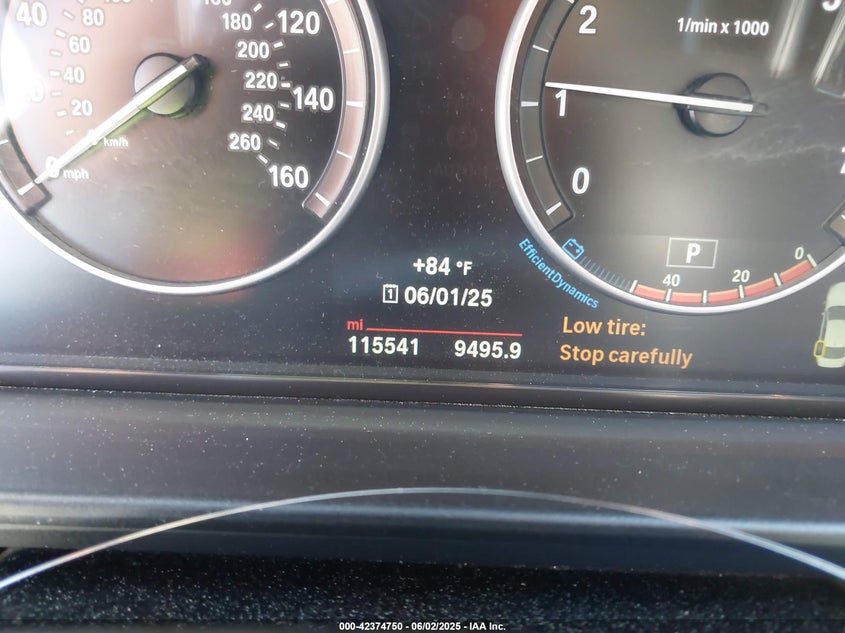 40 80 60 40 20 0 km/h
0 mph
180 200 220 240 260
120 140 160
2 1 0
1/min x 1000
P
EfficientDynamics
40 20 0
+84 °F
1 06/01/25
mi
115541 9495.9
Low tire:
Stop carefully
000-42374750 - 06/02/2025 - IAA Inc.